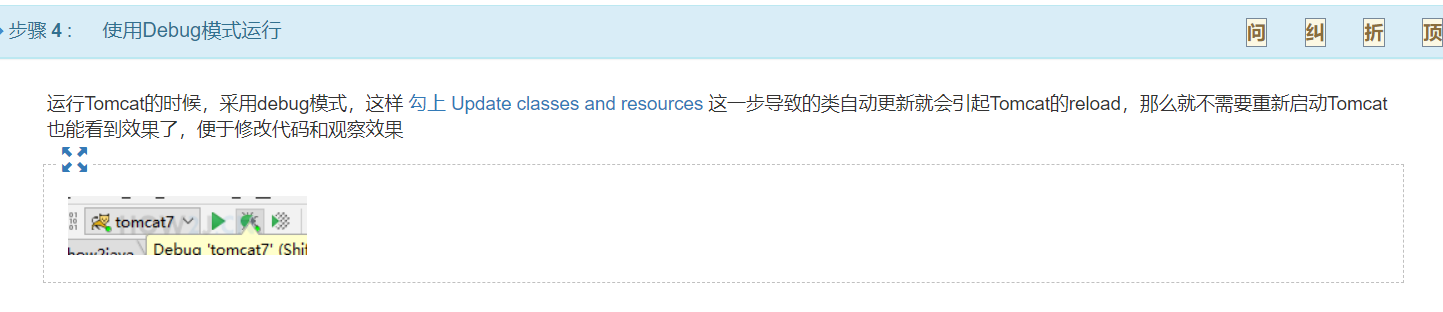 步骤 4 : 使用Debug模式运行
问 纠 折 顶
运行Tomcat的时候，采用debug模式，这样 勾上 Update classes and resources 这一步导致的类自动更新就会引起Tomcat的reload，那么就不需要重新启动Tomcat
也能看到效果了，便于修改代码和观察效果
tomcat7
how2java
Debug 'tomcat7' (Shif